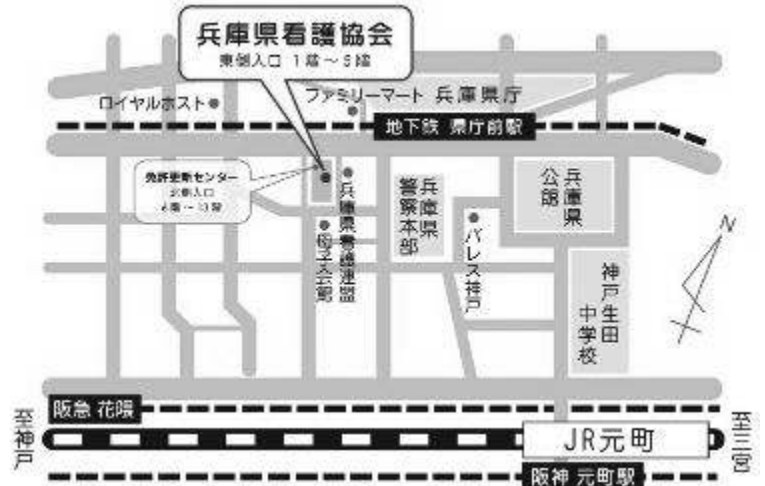 兵庫県看護協会
東側入口 1階～5階
ロイヤルホスト
ファミリーマート
兵庫県庁
地下鉄 県庁前駅
免許更新センター
北側入口
兵庫県看護連盟
母子会館
兵庫県
警察本部
パレス神戸
兵庫県
公館
神戸生田
中学校
N
阪急 花隈
至神戸
JR元町
至三宮
阪神 元町駅